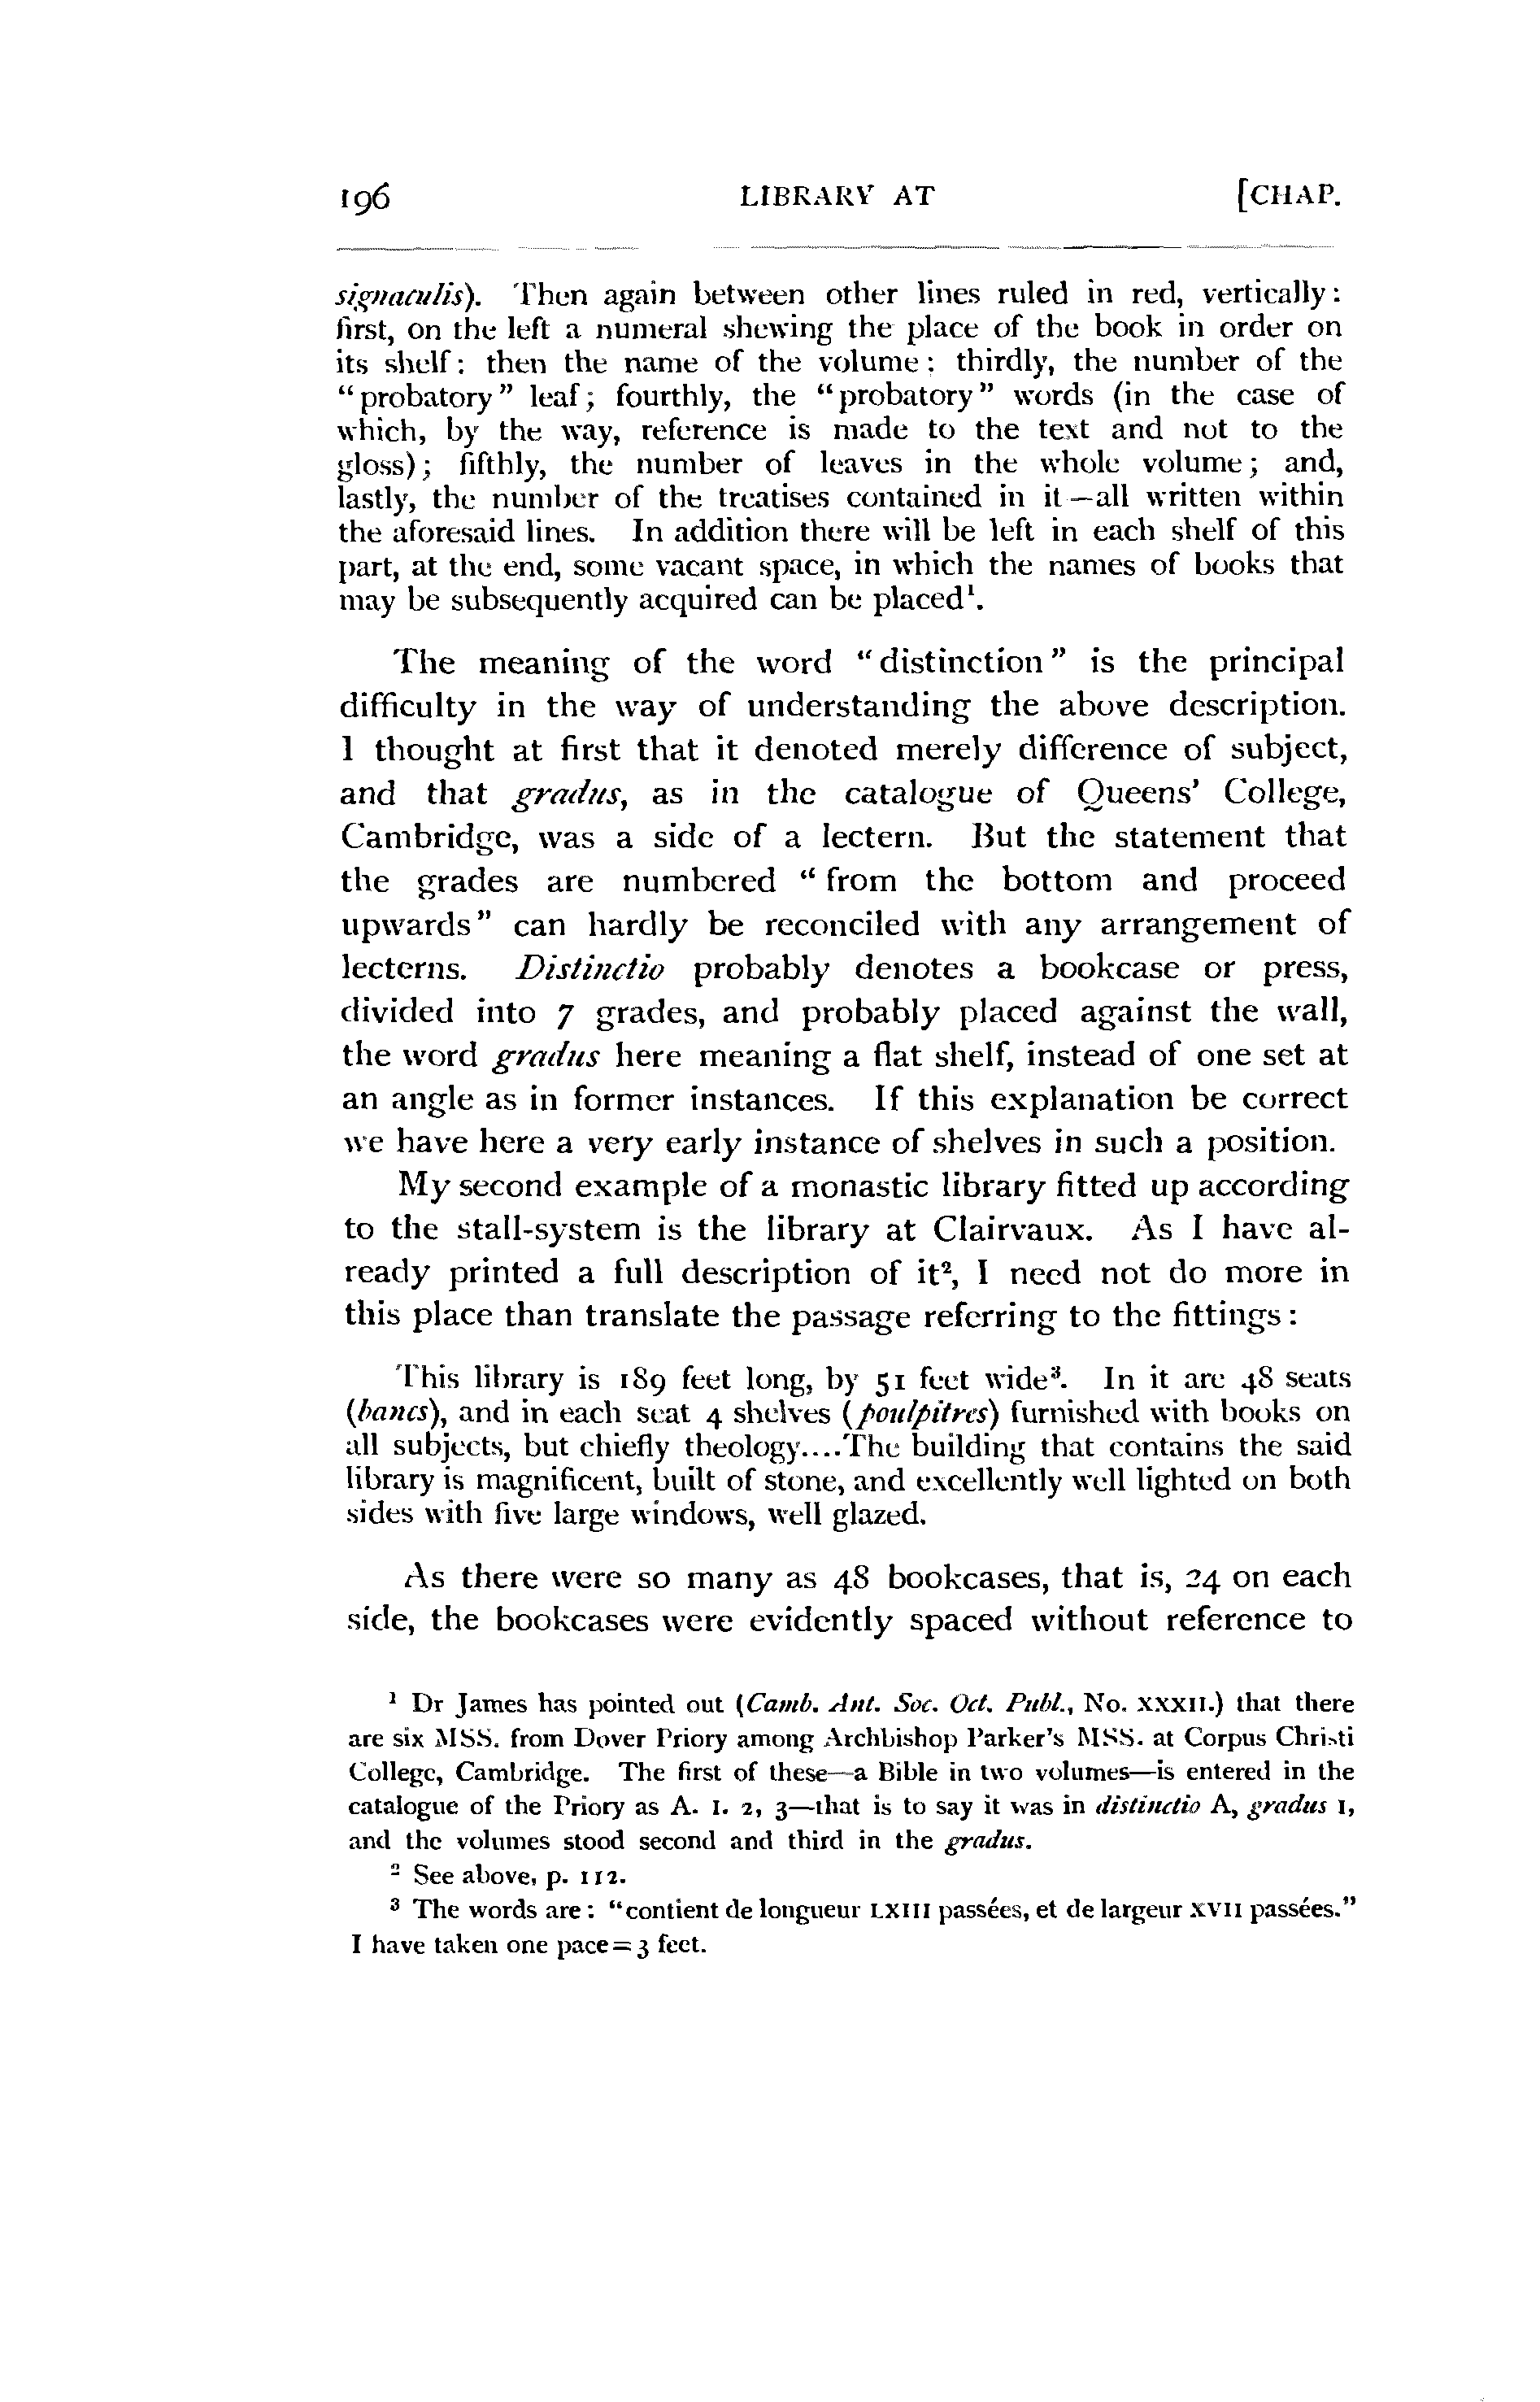 196 LIBRARY AT [CHAP.
signaculis). Then again between other lines ruled in red, vertically:
first, on the left a numeral shewing the place of the book in order on
its shelf: then the name of the volume; thirdly, the number of the
“probatory” leaf; fourthly, the “probatory” words (in the case of
which, by the way, reference is made to the text and not to the
gloss); fifthly, the number of leaves in the whole volume; and,
lastly, the number of the treatises contained in it—all written within
the aforesaid lines. In addition there will be left in each shelf of this
part, at the end, some vacant space, in which the names of books that
may be subsequently acquired can be placed¹.
The meaning of the word “distinction” is the principal
difficulty in the way of understanding the above description.
I thought at first that it denoted merely difference of subject,
and that gradus, as in the catalogue of Queens’ College,
Cambridge, was a side of a lectern. But the statement that
the grades are numbered “from the bottom and proceed
upwards” can hardly be reconciled with any arrangement of
lecterns. Distinctio probably denotes a bookcase or press,
divided into 7 grades, and probably placed against the wall,
the word gradus here meaning a flat shelf, instead of one set at
an angle as in former instances. If this explanation be correct
we have here a very early instance of shelves in such a position.
My second example of a monastic library fitted up according
to the stall-system is the library at Clairvaux. As I have al-
ready printed a full description of it², I need not do more in
this place than translate the passage referring to the fittings:
This library is 189 feet long, by 51 feet wide³. In it are 48 seats
(bancs), and in each seat 4 shelves (poulpitres) furnished with books on
all subjects, but chiefly theology....The building that contains the said
library is magnificent, built of stone, and excellently well lighted on both
sides with five large windows, well glazed.
As there were so many as 48 bookcases, that is, 24 on each
side, the bookcases were evidently spaced without reference to
¹ Dr James has pointed out (Camb. Ant. Soc. Oct. Publ., No. XXXII.) that there
are six MSS. from Dover Priory among Archbishop Parker’s MSS. at Corpus Christi
College, Cambridge. The first of these—a Bible in two volumes—is entered in the
catalogue of the Priory as A. I. 2, 3—that is to say it was in distinctio A, gradus I,
and the volumes stood second and third in the gradus.
² See above, p. 112.
³ The words are: “contient de longueur LXIII passées, et de largeur XVII passées.”
I have taken one pace=3 feet.